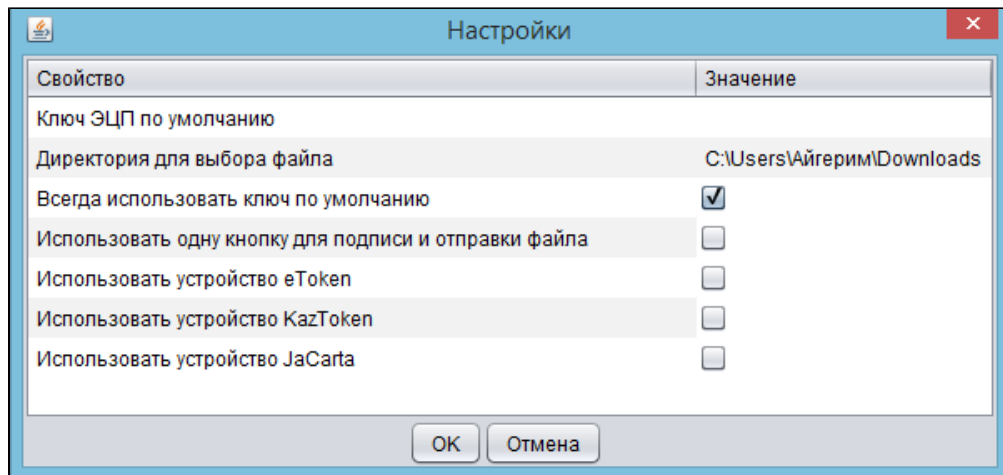 Настройки
Свойство Значение
Ключ ЭЦП по умолчанию
Директория для выбора файла C:\Users\Айгерим\Downloads
Всегда использовать ключ по умолчанию
Использовать одну кнопку для подписи и отправки файла
Использовать устройство eToken
Использовать устройство KazToken
Использовать устройство JaCarta
OK Отмена